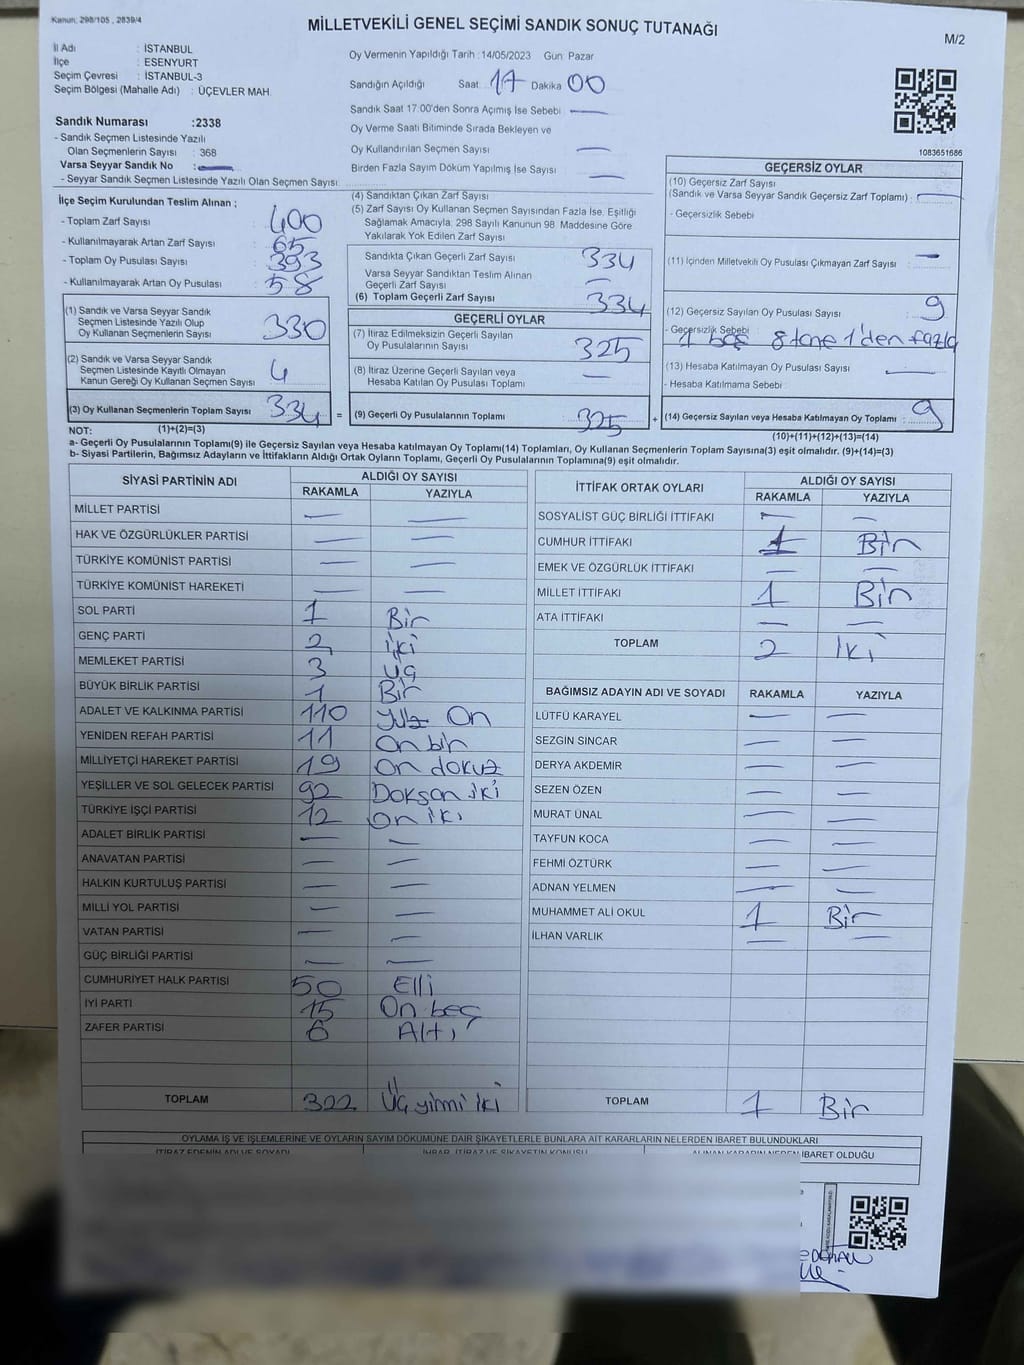 Kanun, 298/105 , 2839/4
MİLLETVEKİLİ GENEL SEÇİMİ SANDIK SONUÇ TUTANAĞI
M/2
İl Adı : İSTANBUL
İlçe : ESENYURT
Seçim Çevresi : İSTANBUL-3
Seçim Bölgesi (Mahalle Adı) : ÜÇEVLER MAH.
Oy Vermenin Yapıldığı Tarih : 14/05/2023 Gün: Pazar
Sandığın Açıldığı Saat 17 Dakika 00
Sandık Saat 17:00'den Sonra Açımış İse Sebebi —
Oy Verme Saati Bitiminde Sırada Bekleyen ve
Oy Kullandırılan Seçmen Sayısı —
Birden Fazla Sayım Döküm Yapılmış İse Sayısı —
1083651686
Sandık Numarası :2338
- Sandık Seçmen Listesinde Yazılı
Olan Seçmenlerin Sayısı : 368
Varsa Seyyar Sandık No : —
- Seyyar Sandık Seçmen Listesinde Yazılı Olan Seçmen Sayısı:
İlçe Seçim Kurulundan Teslim Alınan ;
- Toplam Zarf Sayısı 400
- Kullanılmayarak Artan Zarf Sayısı 65
- Toplam Oy Pusulası Sayısı 393
- Kullanılmayarak Artan Oy Pusulası 58
(1) Sandık ve Varsa Seyyar Sandık
Seçmen Listesinde Yazılı Olup
Oy Kullanan Seçmenlerin Sayısı 330
(2) Sandık ve Varsa Seyyar Sandık
Seçmen Listesinde Kayıtlı Olmayan
Kanun Gereği Oy Kullanan Seçmen Sayısı 4
(3) Oy Kullanan Seçmenlerin Toplam Sayısı 334 =
(4) Sandıktan Çıkan Zarf Sayısı
(5) Zarf Sayısı Oy Kullanan Seçmen Sayısından Fazla İse, Eşitliği
Sağlamak Amacıyla; 298 Sayılı Kanunun 98. Maddesine Göre
Yakılarak Yok Edilen Zarf Sayısı
Sandıkta Çıkan Geçerli Zarf Sayısı 334
Varsa Seyyar Sandıktan Teslim Alınan
Geçerli Zarf Sayısı —
(6) Toplam Geçerli Zarf Sayısı 334
GEÇERLİ OYLAR
(7) İtiraz Edilmeksizin Geçerli Sayılan
Oy Pusulalarının Sayısı 325
(8) İtiraz Üzerine Geçerli Sayılan veya
Hesaba Katılan Oy Pusulası Toplamı —
(9) Geçerli Oy Pusulalarının Toplamı 325 +
GEÇERSİZ OYLAR
(10) Geçersiz Zarf Sayısı
(Sandık ve Varsa Seyyar Sandık Geçersiz Zarf Toplamı) : —
- Geçersizlik Sebebi
(11) İçinden Milletvekili Oy Pusulası Çıkmayan Zarf Sayısı —
(12) Geçersiz Sayılan Oy Pusulası Sayısı 9
- Geçersizlik Sebebi 1 boş 8 tane 1'den fazla
(13) Hesaba Katılmayan Oy Pusulası Sayısı —
- Hesaba Katılmama Sebebi
(14) Geçersiz Sayılan veya Hesaba Katılmayan Oy Toplamı : 9
NOT: (1)+(2)=(3)
(10)+(11)+(12)+(13)=(14)
a- Geçerli Oy Pusulalarının Toplamı(9) ile Geçersiz Sayılan veya Hesaba katılmayan Oy Toplamı(14) Toplamları, Oy Kullanan Seçmenlerin Toplam Sayısına(3) eşit olmalıdır. (9)+(14)=(3)
b- Siyasi Partilerin, Bağımsız Adayların ve İttifakların Aldığı Ortak Oyların Toplamı, Geçerli Oy Pusulalarının Toplamına(9) eşit olmalıdır.
SİYASİ PARTİNİN ADI
ALDIĞI OY SAYISI
RAKAMLA YAZIYLA
MİLLET PARTİSİ — —
HAK VE ÖZGÜRLÜKLER PARTİSİ — —
TÜRKİYE KOMÜNİST PARTİSİ — —
TÜRKİYE KOMÜNİST HAREKETİ — —
SOL PARTİ 1 Bir
GENÇ PARTİ 2 iki
MEMLEKET PARTİSİ 3 üç
BÜYÜK BİRLİK PARTİSİ 1 Bir
ADALET VE KALKINMA PARTİSİ 110 Yüz On
YENİDEN REFAH PARTİSİ 11 On bir
MİLLİYETÇİ HAREKET PARTİSİ 19 On dokuz
YEŞİLLER VE SOL GELECEK PARTİSİ 92 Doksan iki
TÜRKİYE İŞÇİ PARTİSİ 12 on iki
ADALET BİRLİK PARTİSİ — —
ANAVATAN PARTİSİ — —
HALKIN KURTULUŞ PARTİSİ — —
MİLLİ YOL PARTİSİ — —
VATAN PARTİSİ — —
GÜÇ BİRLİĞİ PARTİSİ — —
CUMHURİYET HALK PARTİSİ 50 Elli
İYİ PARTİ 15 On beş
ZAFER PARTİSİ 6 Altı
TOPLAM 322 Üç yirmi iki
İTTİFAK ORTAK OYLARI
ALDIĞI OY SAYISI
RAKAMLA YAZIYLA
SOSYALİST GÜÇ BİRLİĞİ İTTİFAKI — —
CUMHUR İTTİFAKI 1 Bir
EMEK VE ÖZGÜRLÜK İTTİFAKI — —
MİLLET İTTİFAKI 1 Bir
ATA İTTİFAKI — —
TOPLAM 2 İki
BAĞIMSIZ ADAYIN ADI VE SOYADI RAKAMLA YAZIYLA
LÜTFÜ KARAYEL — —
SEZGİN SİNCAR — —
DERYA AKDEMİR — —
SEZEN ÖZEN — —
MURAT ÜNAL — —
TAYFUN KOCA — —
FEHMİ ÖZTÜRK — —
ADNAN YELMEN — —
MUHAMMET ALİ OKUL 1 Bir
İLHAN VARLIK — —
TOPLAM 1 Bir
OYLAMA İŞ VE İŞLEMLERİNE VE OYLARIN SAYIM DÖKÜMÜNE DAİR ŞİKAYETLERLE BUNLARA AİT KARARLARIN NELERDEN İBARET BULUNDUKLARI
İTİRAZ EDENİN ADI VE SOYADI İHBAR, İTİRAZ VE ŞİKAYETİN KONUSU ALINAN KARARIN NEDEN İBARET OLDUĞU